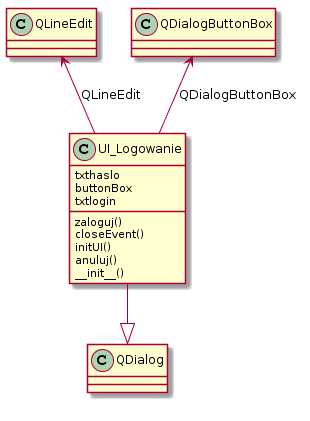 C QLineEdit
C QDialogButtonBox
QLineEdit
QDialogButtonBox
C UI_Logowanie
txthaslo
buttonBox
txtlogin
zaloguj()
closeEvent()
initUI()
anuluj()
__init__()
C QDialog